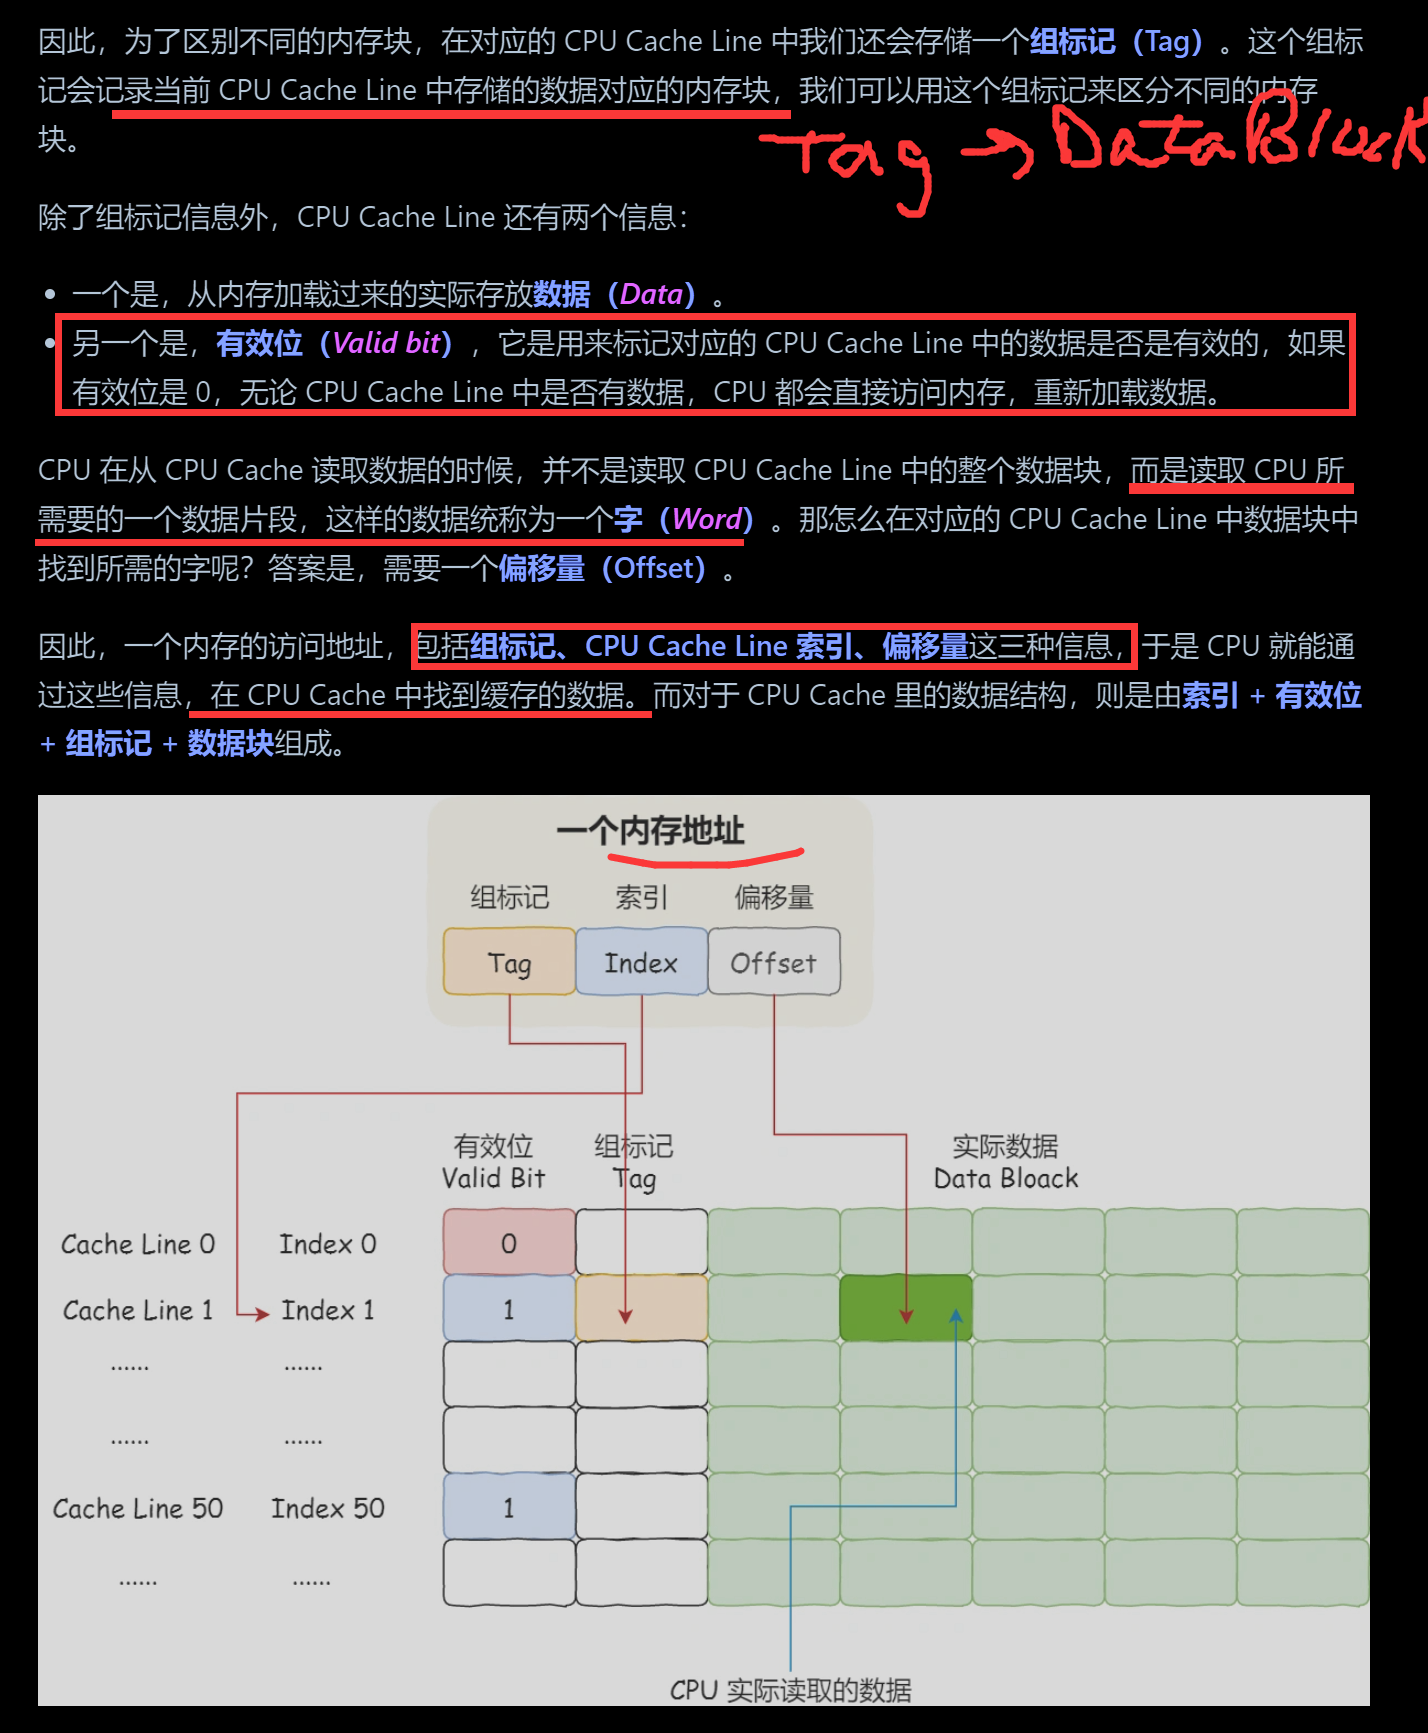 因此，为了区别不同的内存块，在对应的 CPU Cache Line 中我们还会存储一个组标记（Tag）。这个组标
记会记录当前 CPU Cache Line 中存储的数据对应的内存块，我们可以用这个组标记来区分不同的内存
块。
Tag → DataBlock
除了组标记信息外，CPU Cache Line 还有两个信息：
• 一个是，从内存加载过来的实际存放数据（Data）。
• 另一个是，有效位（Valid bit），它是用来标记对应的 CPU Cache Line 中的数据是否是有效的，如果
有效位是 0，无论 CPU Cache Line 中是否有数据，CPU 都会直接访问内存，重新加载数据。
CPU 在从 CPU Cache 读取数据的时候，并不是读取 CPU Cache Line 中的整个数据块，而是读取 CPU 所
需要的一个数据片段，这样的数据统称为一个字（Word）。那怎么在对应的 CPU Cache Line 中数据块中
找到所需的字呢？答案是，需要一个偏移量（Offset）。
因此，一个内存的访问地址，包括组标记、CPU Cache Line 索引、偏移量这三种信息，于是 CPU 就能通
过这些信息，在 CPU Cache 中找到缓存的数据。而对于 CPU Cache 里的数据结构，则是由索引 + 有效位
+ 组标记 + 数据块组成。
一个内存地址
组标记 索引 偏移量
Tag Index Offset
有效位 组标记 实际数据
Valid Bit Tag Data Bloack
Cache Line 0 Index 0 0
Cache Line 1 Index 1 1
...... ......
...... ......
Cache Line 50 Index 50 1
...... ......
CPU 实际读取的数据